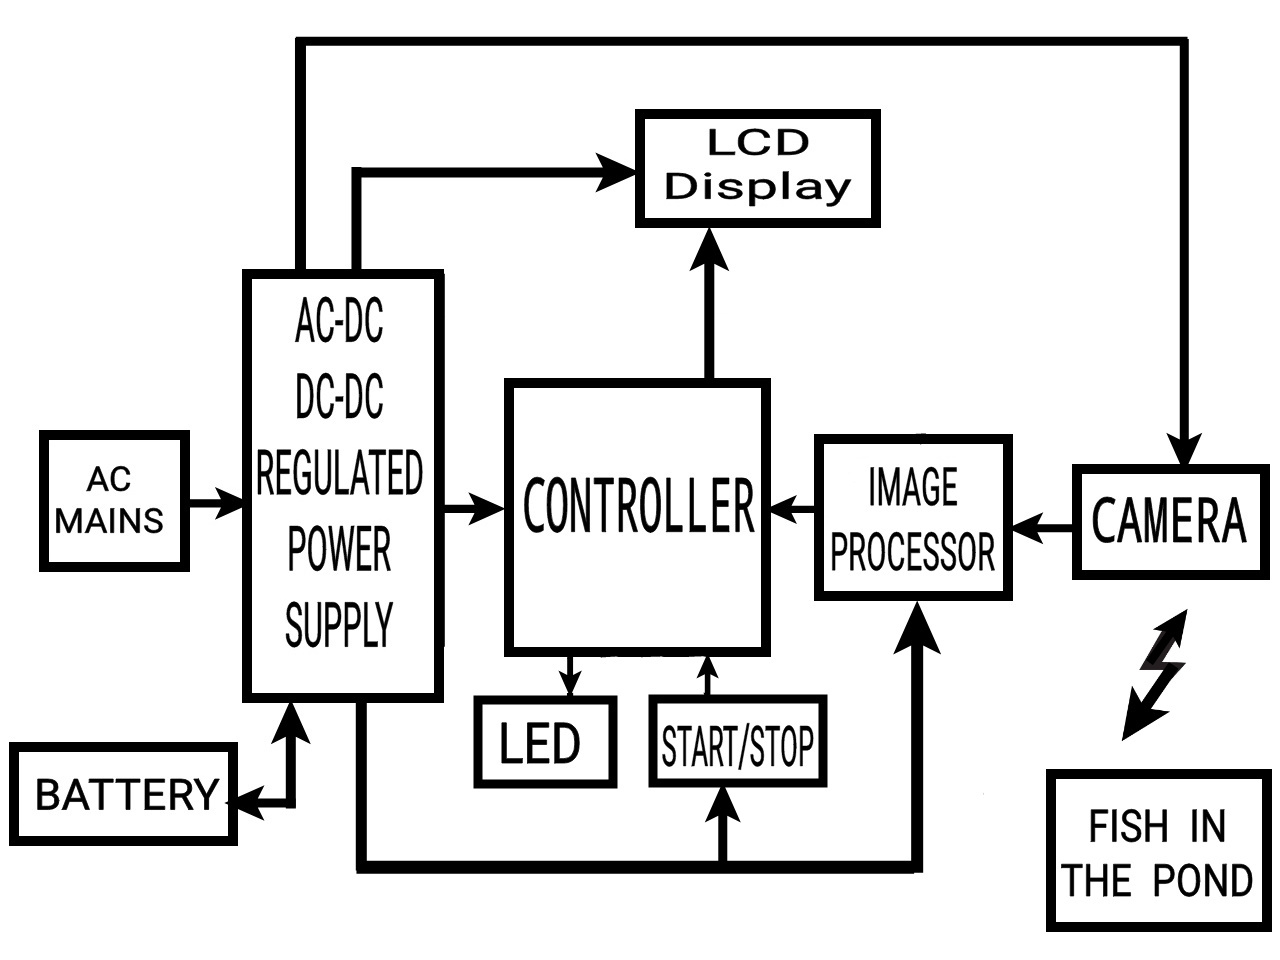 LCD
Display
AC-DC
DC-DC
REGULATED
POWER
SUPPLY
AC
MAINS
CONTROLLER
IMAGE
PROCESSOR
CAMERA
LED
START/STOP
BATTERY
FISH IN
THE POND